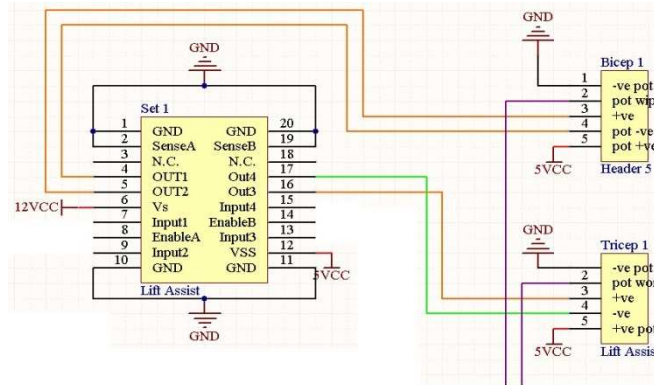 GND
Set 1
1 GND GND 20
2 SenseA SenseB 19
3 N.C. N.C. 18
4 OUT1 Out4 17
5 OUT2 Out3 16
12VCC 6 Vs Input4 15
7 Input1 EnableB 14
8 EnableA Input3 13
9 Input2 VSS 12
10 GND GND 11
5VCC
Lift Assist
GND
GND
Bicep 1
1 -ve pot
2 pot wip
3 +ve
4 pot -ve
5 pot +ve
5VCC
Header 5
GND
Tricep 1
1 -ve pot
2 pot wor
3 +ve
4 -ve
5 +ve pot
5VCC
Lift Assis